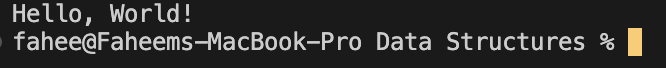 Hello, World!
fahee@Faheems-MacBook-Pro Data Structures %